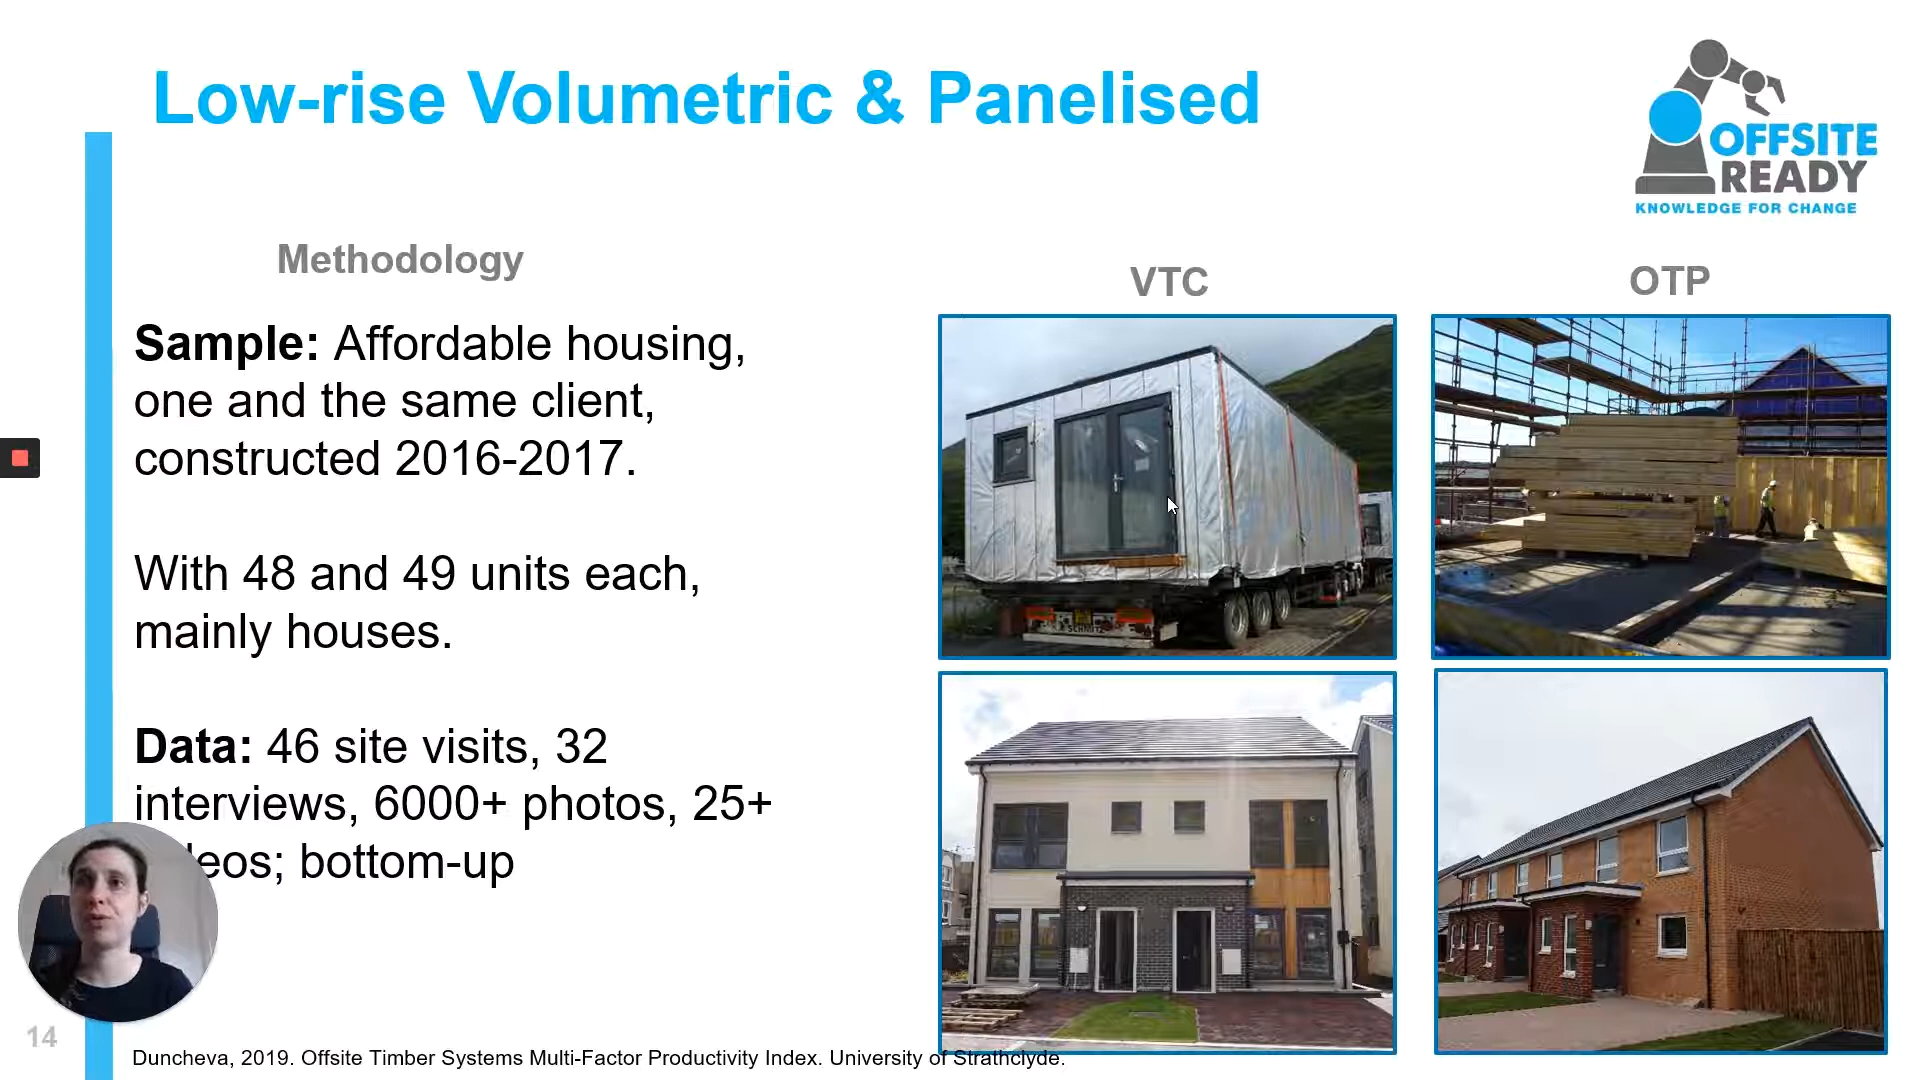 Low-rise Volumetric & Panelised
OFFSITE
READY
KNOWLEDGE FOR CHANGE
Methodology
VTC
OTP
Sample: Affordable housing,
one and the same client,
constructed 2016-2017.
With 48 and 49 units each,
mainly houses.
Data: 46 site visits, 32
interviews, 6000+ photos, 25+
eos; bottom-up
14
Duncheva, 2019. Offsite Timber Systems Multi-Factor Productivity Index. University of Strathclyde.